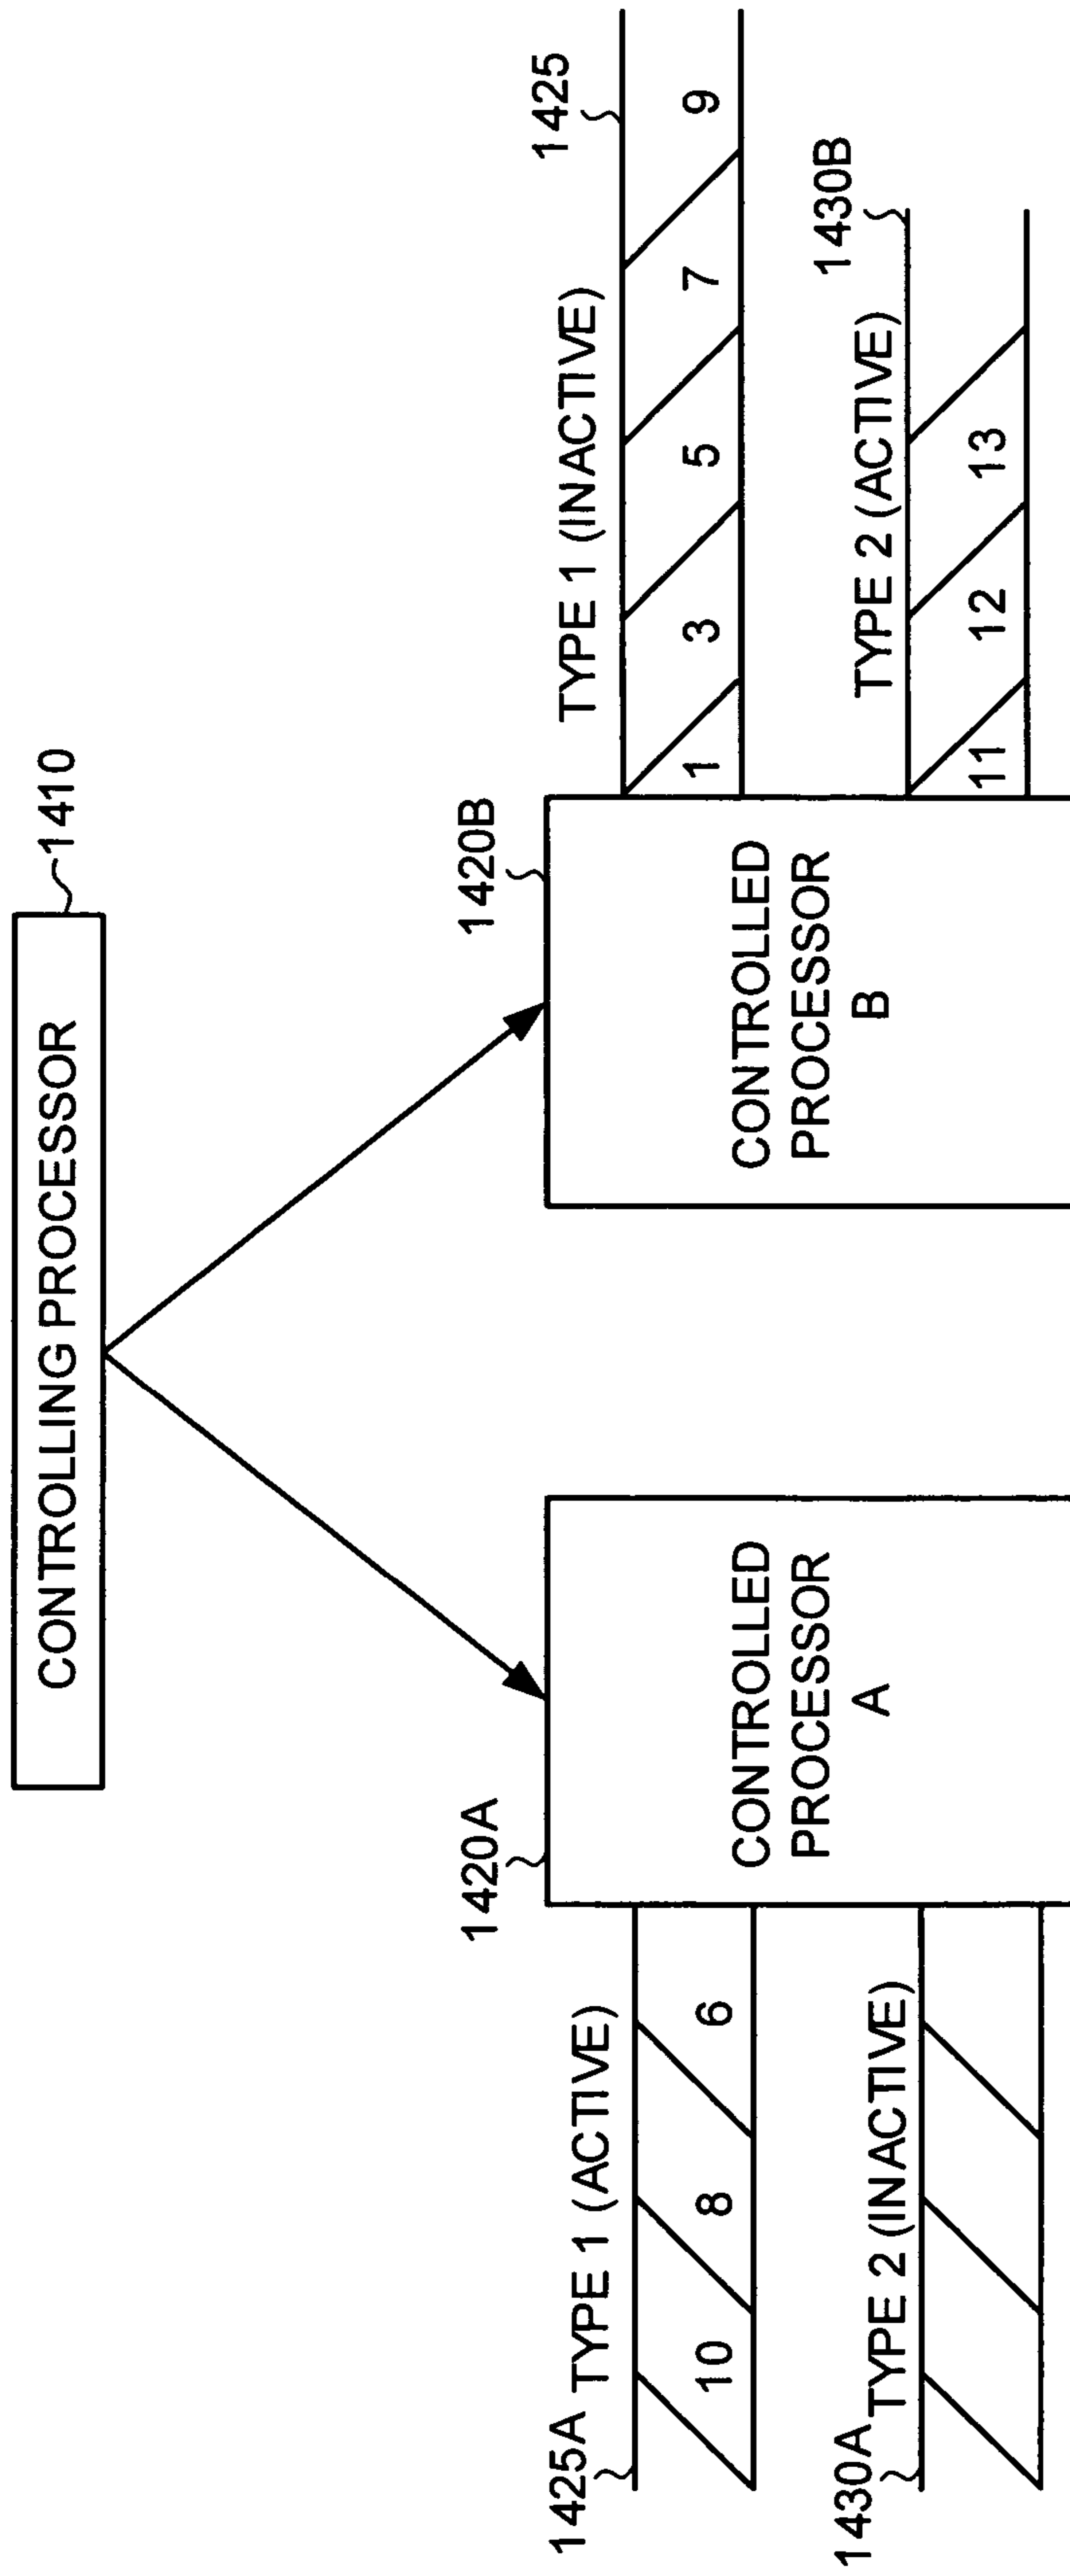 CONTROLLING PROCESSOR
1410
1420A
1420B
CONTROLLED
PROCESSOR
A
CONTROLLED
PROCESSOR
B
1425A
TYPE 1 (ACTIVE)
10
8
6
1430A
TYPE 2 (INACTIVE)
TYPE 1 (INACTIVE)
1425
1
3
5
7
9
TYPE 2 (ACTIVE)
1430B
11
12
13